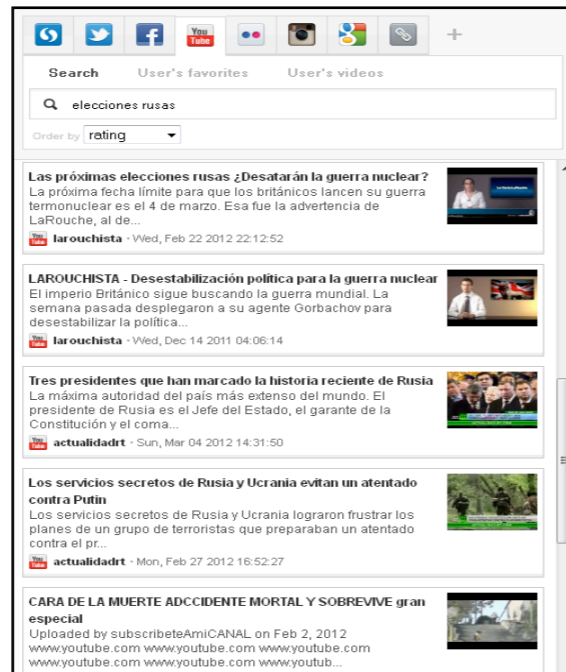 You Tube
Search User's favorites User's videos
elecciones rusas
Order by rating
Las próximas elecciones rusas ¿Desatarán la guerra nuclear?
La próxima fecha límite para que los británicos lancen su guerra
termonuclear es el 4 de marzo. Esa fue la advertencia de
LaRouche, al de...
You Tube larouchista · Wed, Feb 22 2012 22:12:52
LAROUCHISTA - Desestabilización política para la guerra nuclear
El imperio Británico sigue buscando la guerra mundial. La
semana pasada desplegaron a su agente Gorbachov para
desestabilizar la política...
You Tube larouchista · Wed, Dec 14 2011 04:06:14
Tres presidentes que han marcado la historia reciente de Rusia
La máxima autoridad del país más extenso del mundo. El
presidente de Rusia es el Jefe del Estado, el garante de la
Constitución y el coma...
You Tube actualidadrt · Sun, Mar 04 2012 14:31:50
Los servicios secretos de Rusia y Ucrania evitan un atentado
contra Putin
Los servicios secretos de Rusia y Ucrania lograron frustrar los
planes de un grupo de terroristas que preparaban un atentado
contra el pr...
You Tube actualidadrt · Mon, Feb 27 2012 16:52:27
CARA DE LA MUERTE ADCCIDENTE MORTAL Y SOBREVIVE gran
especial
Uploaded by subscribeteAmiCANAL on Feb 2, 2012
www.youtube.com www.youtube.com www.youtube.com
www.youtube.com www.youtube.com www.youtub...